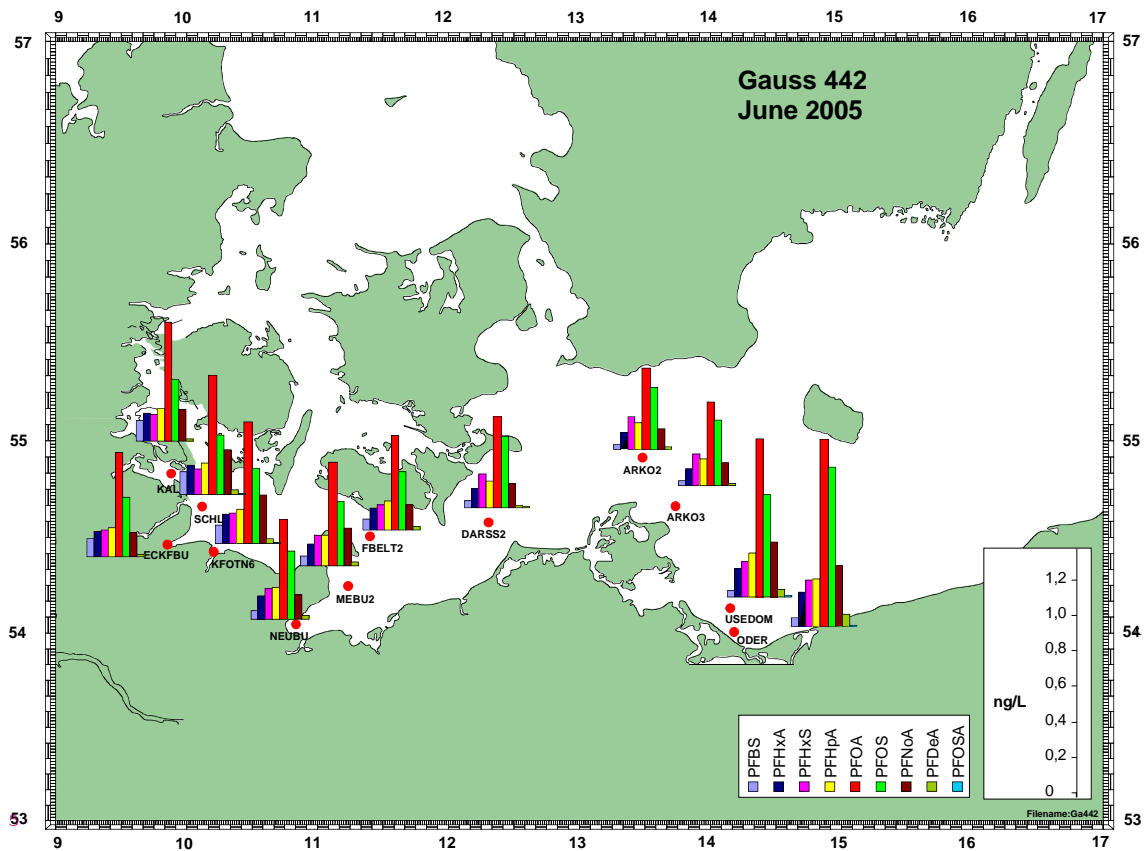 9 10 11 12 13 14 15 16 17
57 57
Gauss 442
June 2005
56 56
55 55
ARKO2
KAL
SCHL
ARKO3
DARSS2
ECKFBU
KFOTN6
FBELT2
MEBU2
USEDOM
NEUBU
ODER
54 54
1,2
1,0
0,8
0,6
ng/L
0,4
0,2
0
PFBS
PFHxA
PFHxS
PFHpA
PFOA
PFOS
PFNoA
PFDeA
PFOSA
Filename:Ga442
53 53
9 10 11 12 13 14 15 16 17